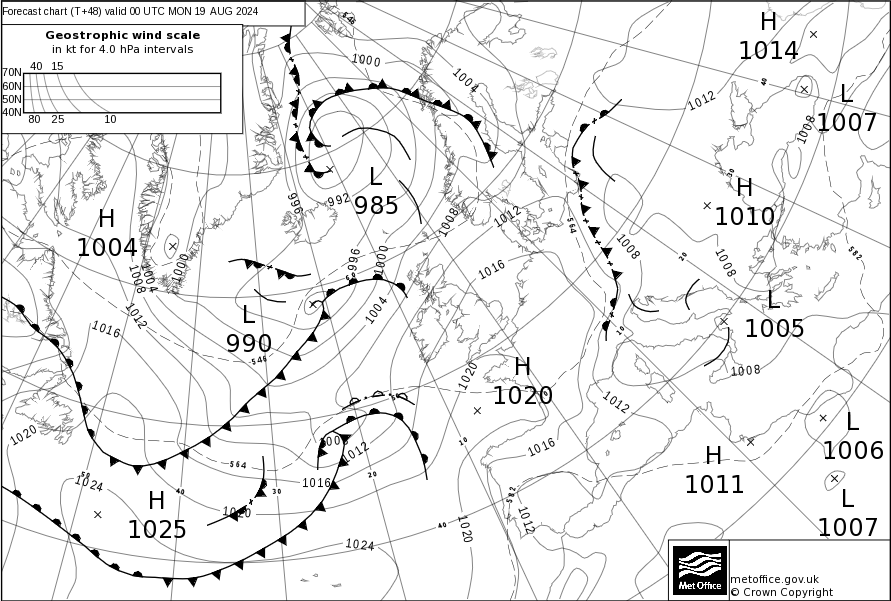 Forecast chart (T+48) valid 00 UTC MON 19 AUG 2024
Geostrophic wind scale
in kt for 4.0 hPa intervals
40 15
70N
60N
50N
40N
80 25 10
H
1014
L
1007
1000
1004
1012
1008
H
1010
L
985
992
996
H
1004
1008
1004
1000
1012
1016
1008
1012
564
1016
1008
1008
582
L
1005
996
1000
1004
L
990
546
1020
H
1020
1008
1012
1016
L
1006
H
1011
L
1007
1020
1024
50
H
1025
564
40
30
1020
1016
1008
1012
20
10
40
1024
1020
582
1012
10
20
30
40
60
50
Met Office
metoffice.gov.uk
© Crown Copyright